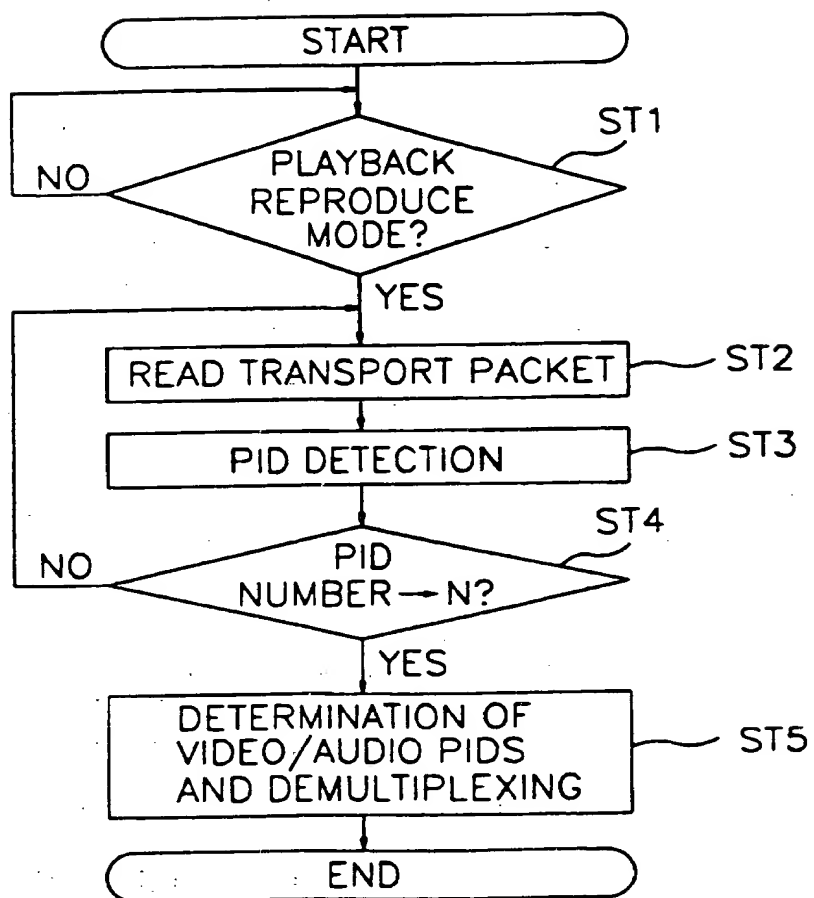 START
ST1
PLAYBACK
REPRODUCE
MODE?
NO
YES
READ TRANSPORT PACKET
ST2
PID DETECTION
ST3
ST4
PID
NUMBER→N?
NO
YES
DETERMINATION OF
VIDEO/AUDIO PIDS
AND DEMULTIPLEXING
ST5
END